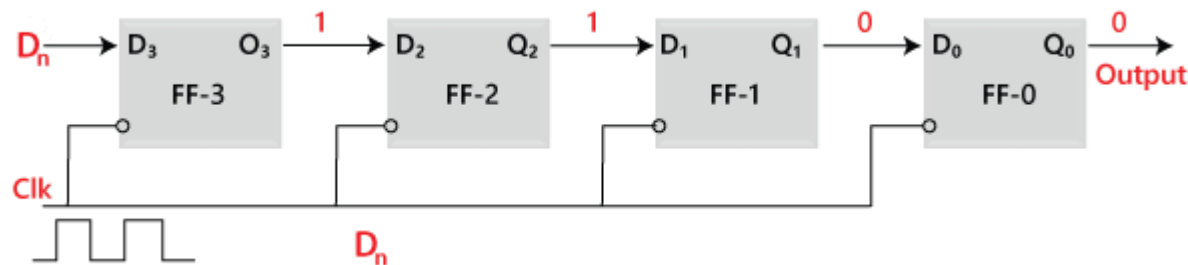 1 1 0 0
Dn D3 O3 D2 Q2 D1 Q1 D0 Q0
Output
FF-3 FF-2 FF-1 FF-0
Clk
Dn